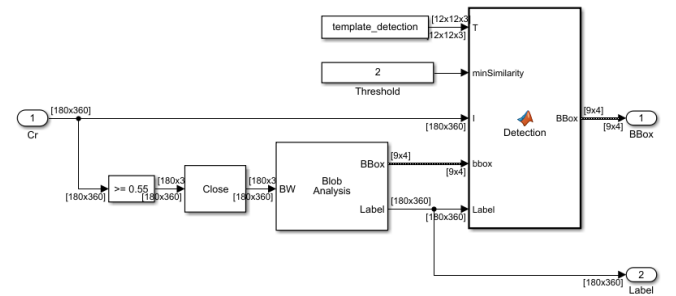 template_detection
[12x12x3]
[12x12x3]
T
2
Threshold
minSimilarity
1
Cr
[180x360]
[180x360]
I
Detection
BBox
[9x4]
[9x4]
1
BBox
[180x360]
>= 0.55
[180x3
[180x360]
Close
[180x3
[180x360]
BW
Blob
Analysis
BBox
Label
[9x4]
[9x4]
bbox
[180x360]
[180x360]
Label
2
[180x360]
Label